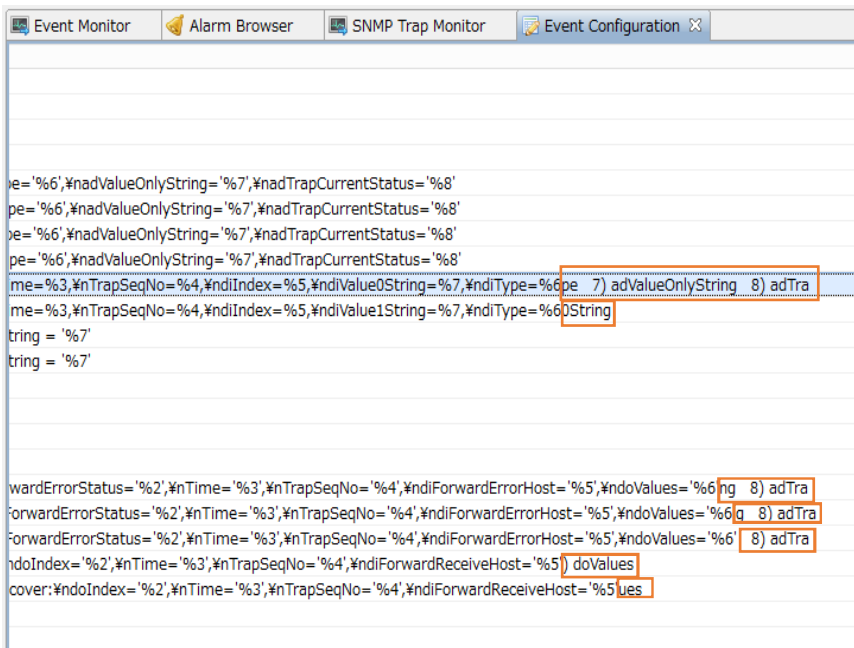 Event Monitor Alarm Browser SNMP Trap Monitor Event Configuration
pe='%6',¥nadValueOnlyString='%7',¥nadTrapCurrentStatus='%8'
pe='%6',¥nadValueOnlyString='%7',¥nadTrapCurrentStatus='%8'
pe='%6',¥nadValueOnlyString='%7',¥nadTrapCurrentStatus='%8'
pe='%6',¥nadValueOnlyString='%7',¥nadTrapCurrentStatus='%8'
me=%3,¥nTrapSeqNo=%4,¥ndiIndex=%5,¥ndiValue0String=%7,¥ndiType=%6pe 7) adValueOnlyString 8) adTra
me=%3,¥nTrapSeqNo=%4,¥ndiIndex=%5,¥ndiValue1String=%7,¥ndiType=%60String
tring = '%7'
tring = '%7'
wardErrorStatus='%2',¥nTime='%3',¥nTrapSeqNo='%4',¥ndiForwardErrorHost='%5',¥ndoValues='%6ng 8) adTra
ForwardErrorStatus='%2',¥nTime='%3',¥nTrapSeqNo='%4',¥ndiForwardErrorHost='%5',¥ndoValues='%6g 8) adTra
ForwardErrorStatus='%2',¥nTime='%3',¥nTrapSeqNo='%4',¥ndiForwardErrorHost='%5',¥ndoValues='%6' 8) adTra
ndoIndex='%2',¥nTime='%3',¥nTrapSeqNo='%4',¥ndiForwardReceiveHost='%5') doValues
cover:¥ndoIndex='%2',¥nTime='%3',¥nTrapSeqNo='%4',¥ndiForwardReceiveHost='%5'ues